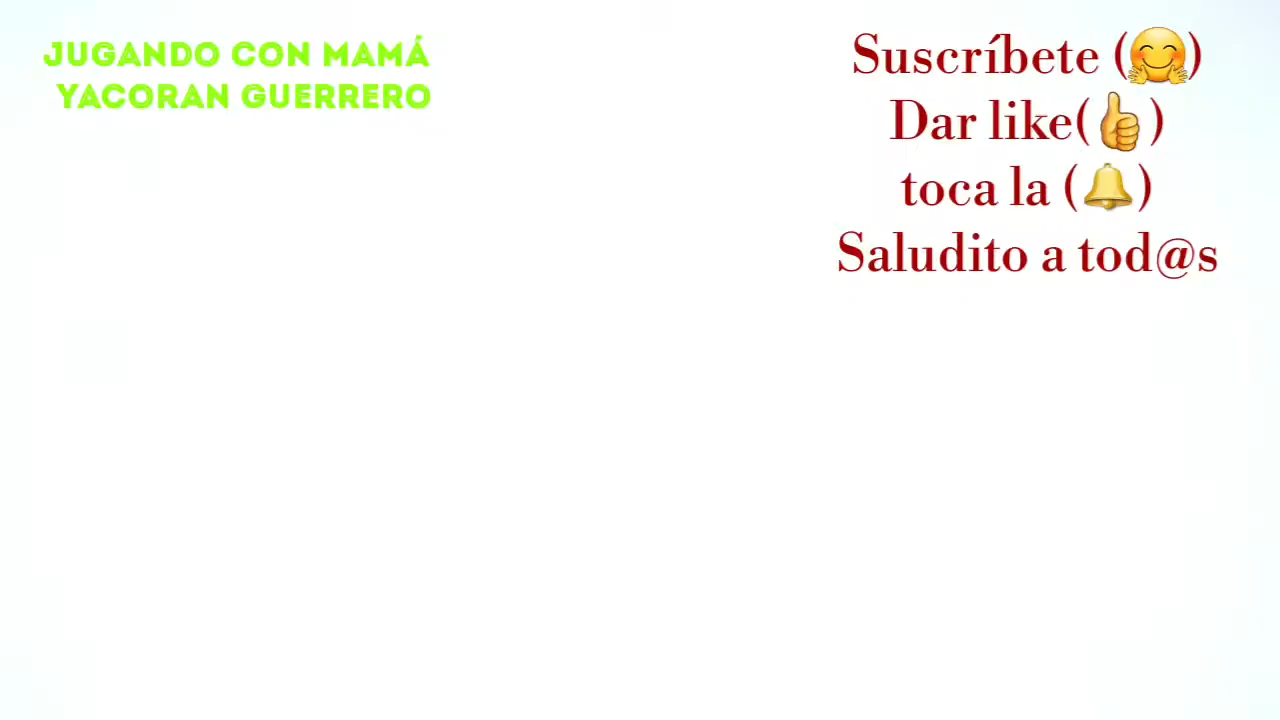 JUGANDO CON MAMÁ
YACORAN GUERRERO
Suscríbete (🤗)
Dar like(👍)
toca la (🔔)
Saludito a tod@s